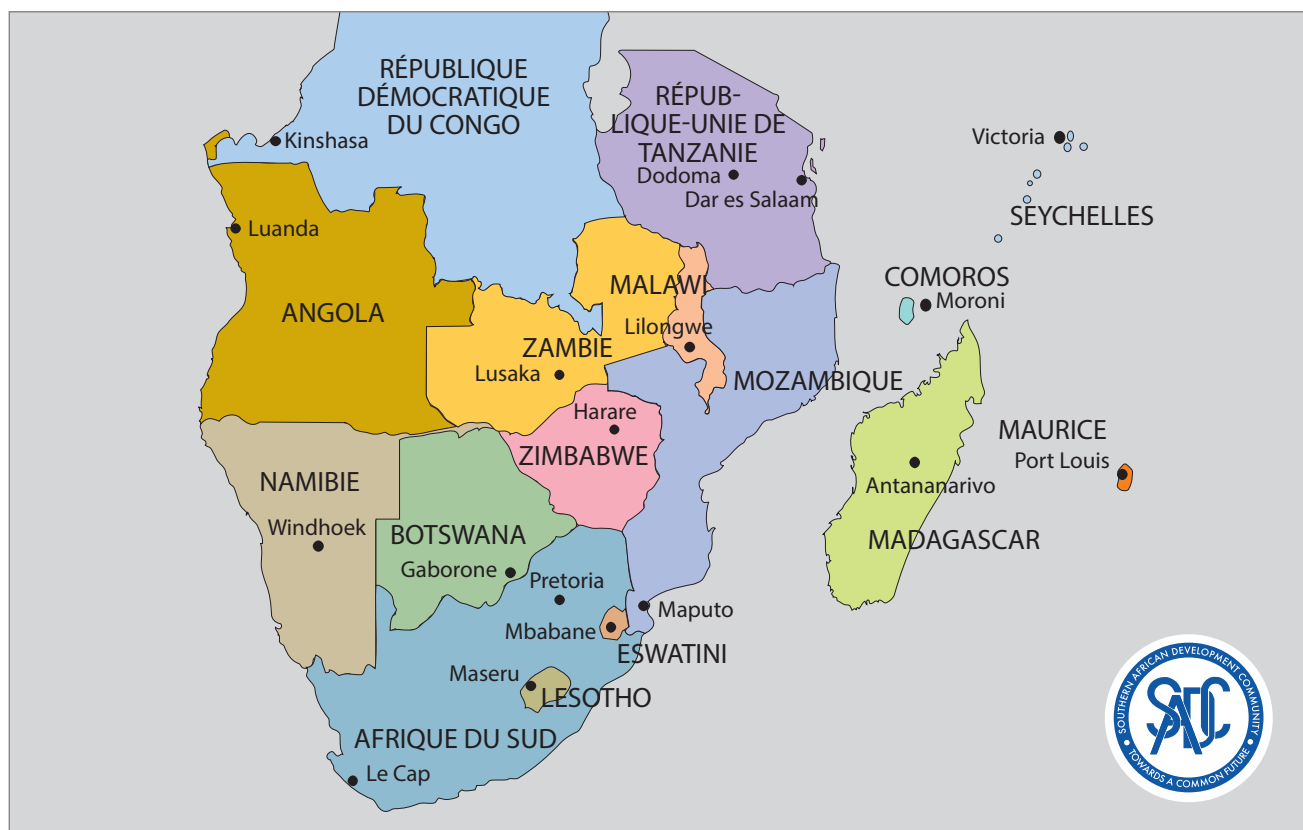 RÉPUBLIQUE
DÉMOCRATIQUE
DU CONGO
Kinshasa
RÉPUB-
LIQUE-UNIE DE
TANZANIE
Dodoma
Dar es Salaam
Victoria
SEYCHELLES
Luanda
ANGOLA
MALAWI
Lilongwe
COMOROS
Moroni
ZAMBIE
Lusaka
MOZAMBIQUE
Harare
ZIMBABWE
MAURICE
Port Louis
NAMIBIE
Windhoek
Antananarivo
MADAGASCAR
BOTSWANA
Gaborone
Pretoria
Maputo
Mbabane
ESWATINI
Maseru
LESOTHO
AFRIQUE DU SUD
Le Cap
SOUTHERN AFRICAN DEVELOPMENT COMMUNITY
SADC
TOWARDS A COMMON FUTURE